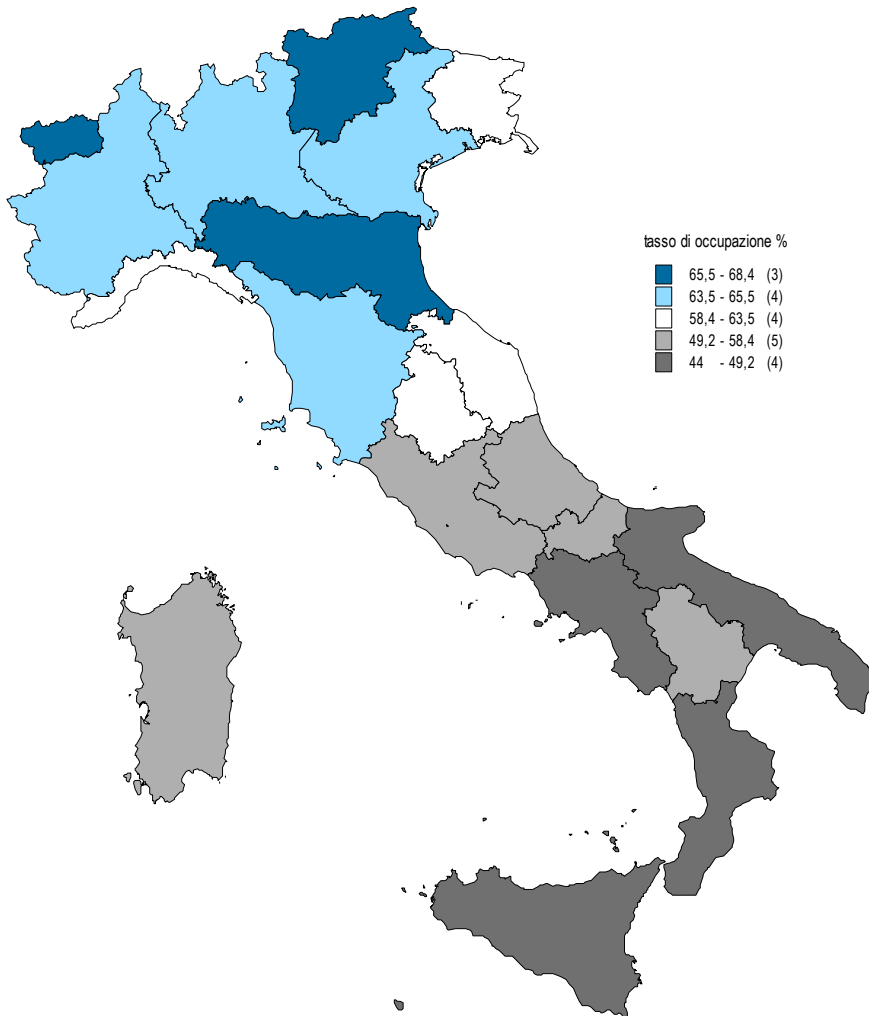 tasso di occupazione %
65,5 - 68,4 (3)
63,5 - 65,5 (4)
58,4 - 63,5 (4)
49,2 - 58,4 (5)
44 - 49,2 (4)